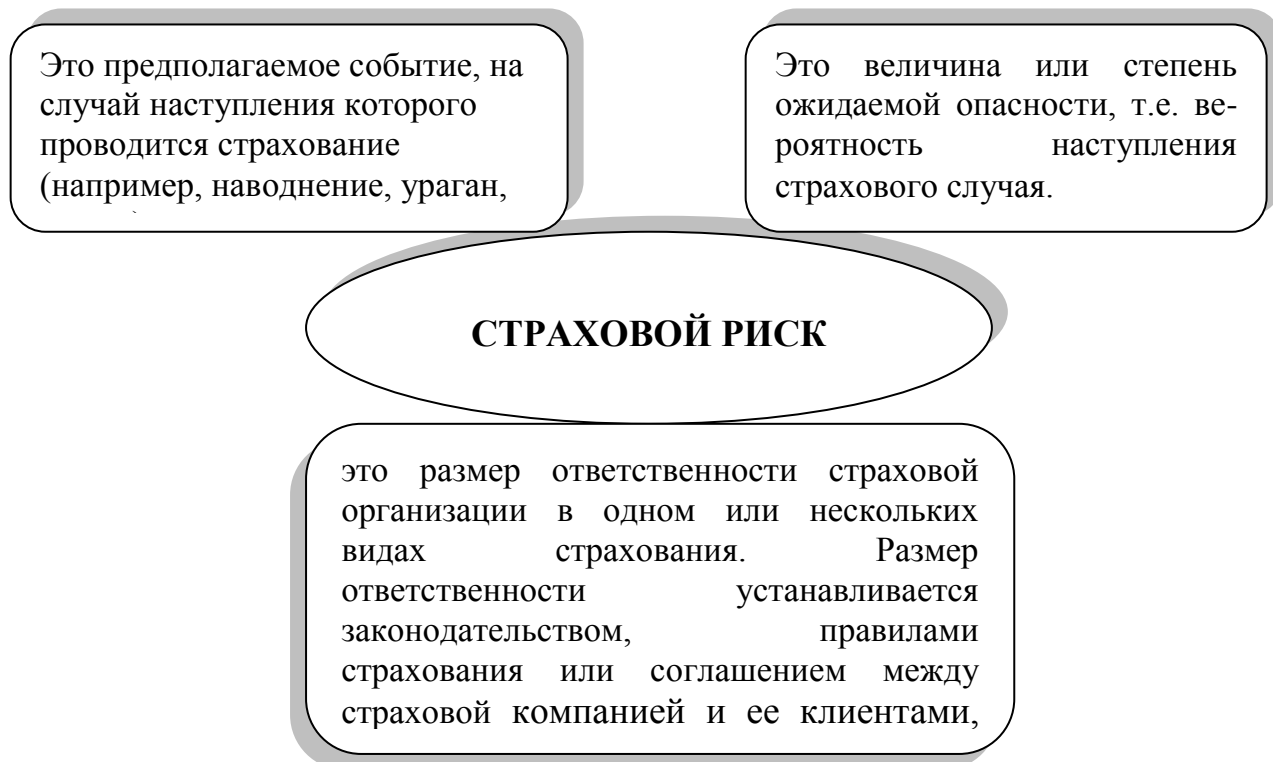 Это предполагаемое событие, на
случай наступления которого
проводится страхование
(например, наводнение, ураган,
Это величина или степень
ожидаемой опасности, т.е. ве-
роятность наступления
страхового случая.
СТРАХОВОЙ РИСК
это размер ответственности страховой
организации в одном или нескольких
видах страхования. Размер
ответственности устанавливается
законодательством, правилами
страхования или соглашением между
страховой компанией и ее клиентами,